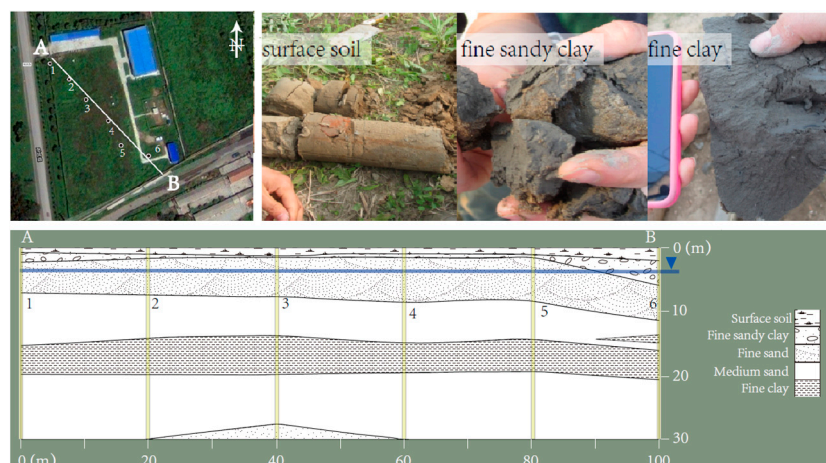 A
N
1
2
3
4
5
6
B
surface soil
fine sandy clay
fine clay
A
B
0 (m)
1
2
3
4
5
6
10
20
30
Surface soil
Fine sandy clay
Fine sand
Medium sand
Fine clay
0 (m)
20
40
60
80
100